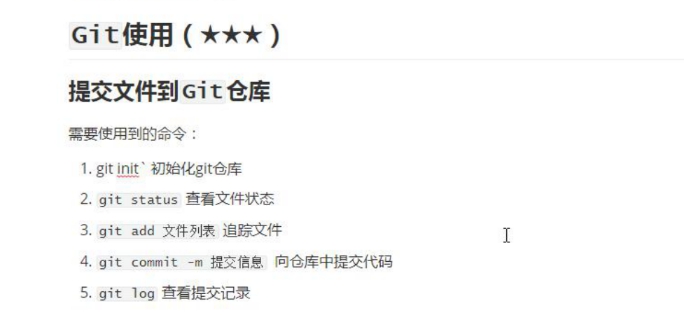 Git使用（★★★）
提交文件到Git仓库
需要使用到的命令：
1. git init` 初始化git仓库
2. git status 查看文件状态
3. git add 文件列表 追踪文件
4. git commit -m 提交信息 向仓库中提交代码
5. git log 查看提交记录